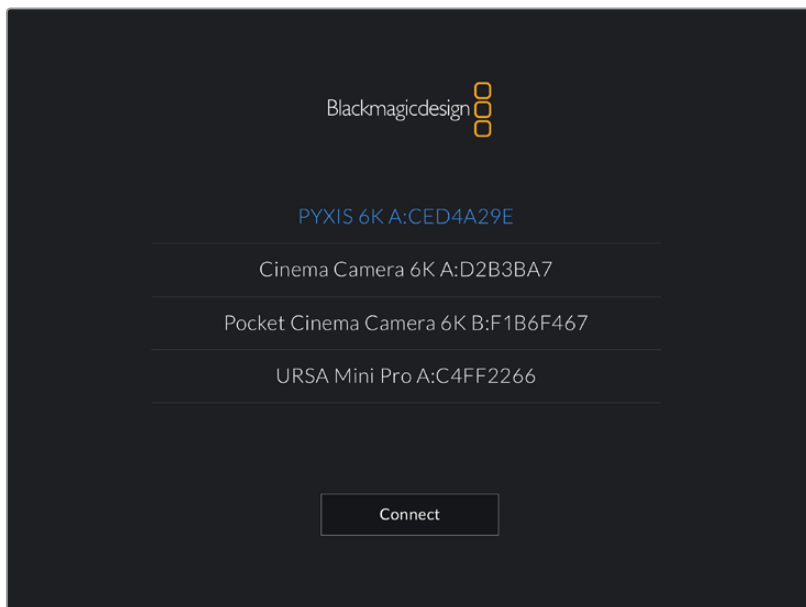 Blackmagicdesign
PYXIS 6K A:CED4A29E
Cinema Camera 6K A:D2B3BA7
Pocket Cinema Camera 6K B:F1B6F467
URSA Mini Pro A:C4FF2266
Connect